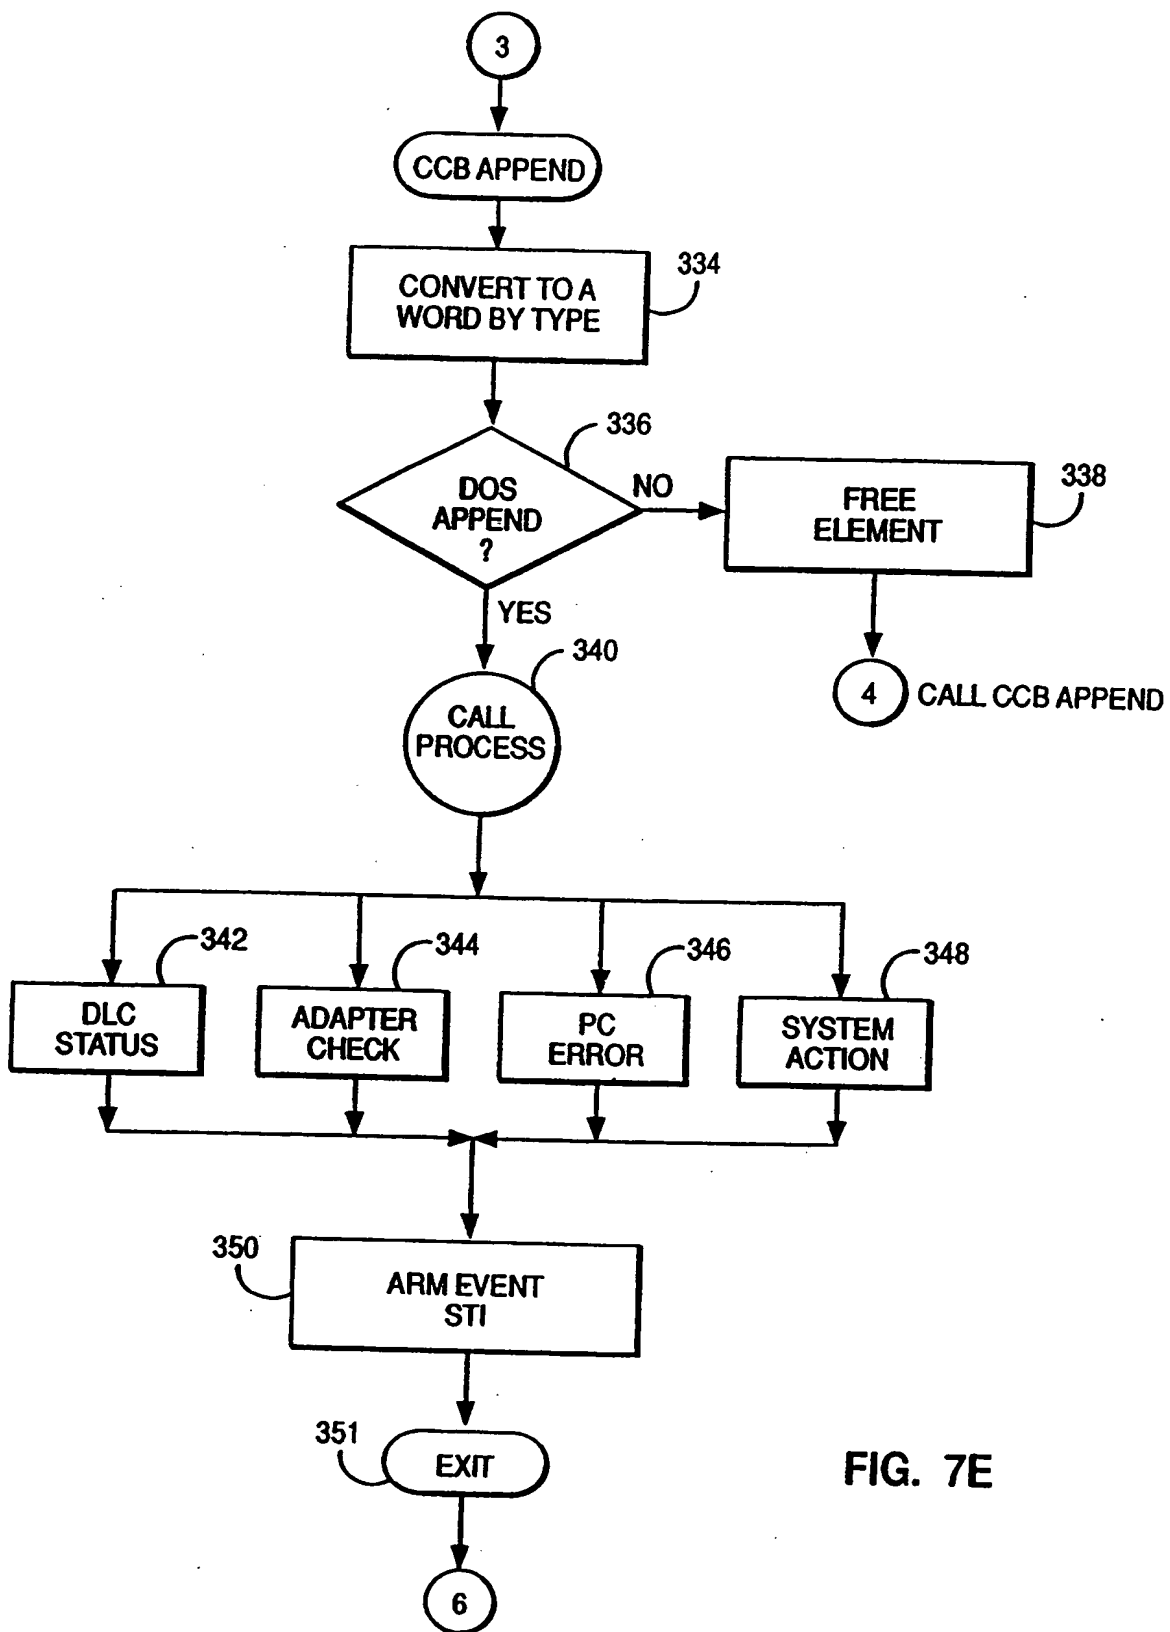 3
CCB APPEND
CONVERT TO A
WORD BY TYPE
334
336
DOS
APPEND
?
NO
FREE
ELEMENT
338
YES
340
CALL
PROCESS
4 CALL CCB APPEND
342
344
346
348
DLC
STATUS
ADAPTER
CHECK
PC
ERROR
SYSTEM
ACTION
350
ARM EVENT
STI
351
EXIT
FIG. 7E
6